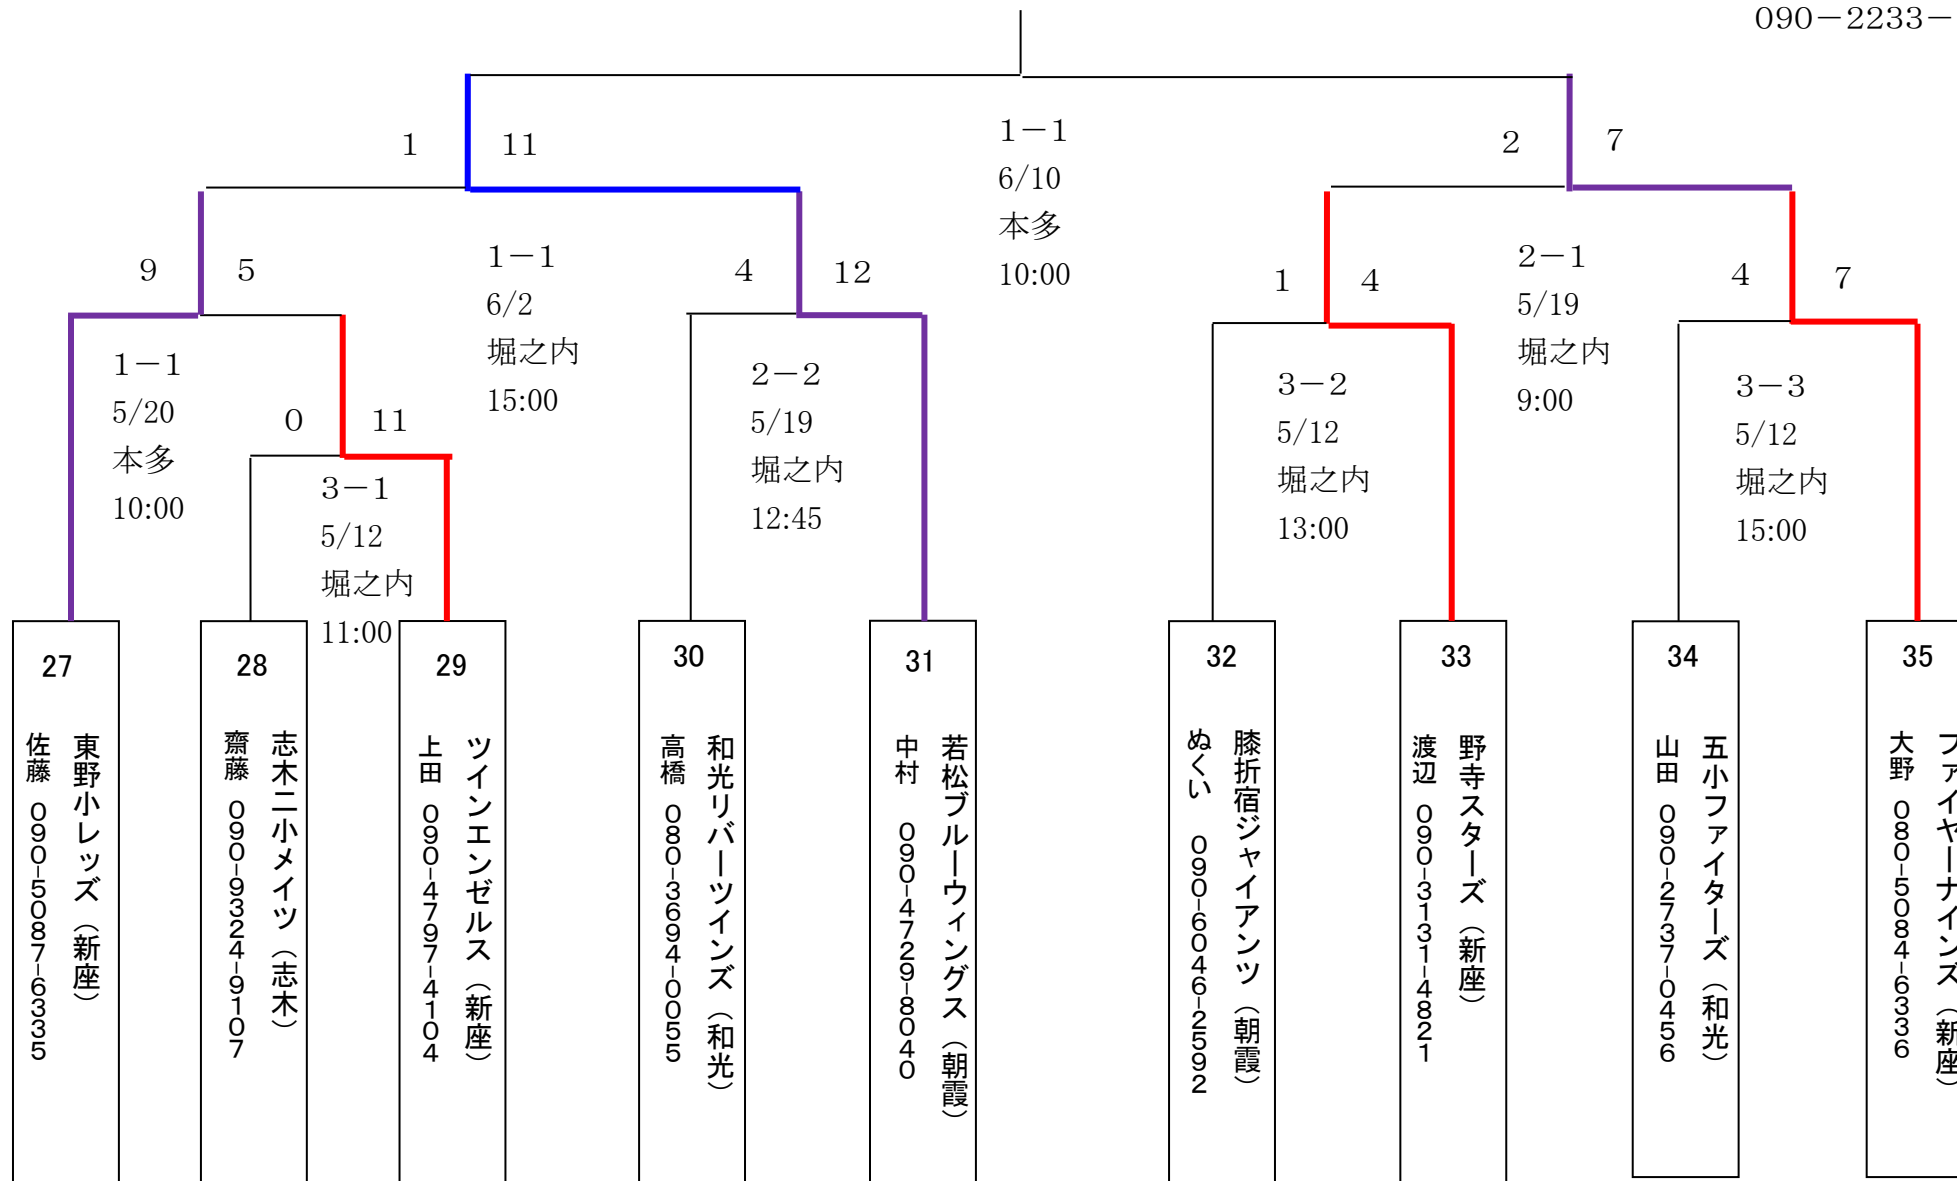 090－2233－
1
11
1－1
6/10
本多
10:00
2
7
9
5
1－1
6/2
堀之内
15:00
4
12
1
4
2－1
5/19
堀之内
9:00
4
7
1－1
5/20
本多
10:00
0
11
3－1
5/12
堀之内
11:00
2－2
5/19
堀之内
12:45
3－2
5/12
堀之内
13:00
3－3
5/12
堀之内
15:00
27
東野小レッズ（新座）
佐藤 090-5087-6335
28
志木二小メイツ（志木）
齋藤 090-9324-9107
29
ツインエンゼルス（新座）
上田 090-4797-4104
30
和光リバーツインズ（和光）
高橋 080-3694-0055
31
若松ブルーウィングス（朝霞）
中村 090-4729-8040
32
膝折宿ジャイアンツ（朝霞）
ぬくい 090-6046-2592
33
野寺スターズ（新座）
渡辺 090-3131-4821
34
五小ファイターズ（和光）
山田 090-2737-0456
35
ファイヤーナインズ（新座）
大野 080-5084-6336